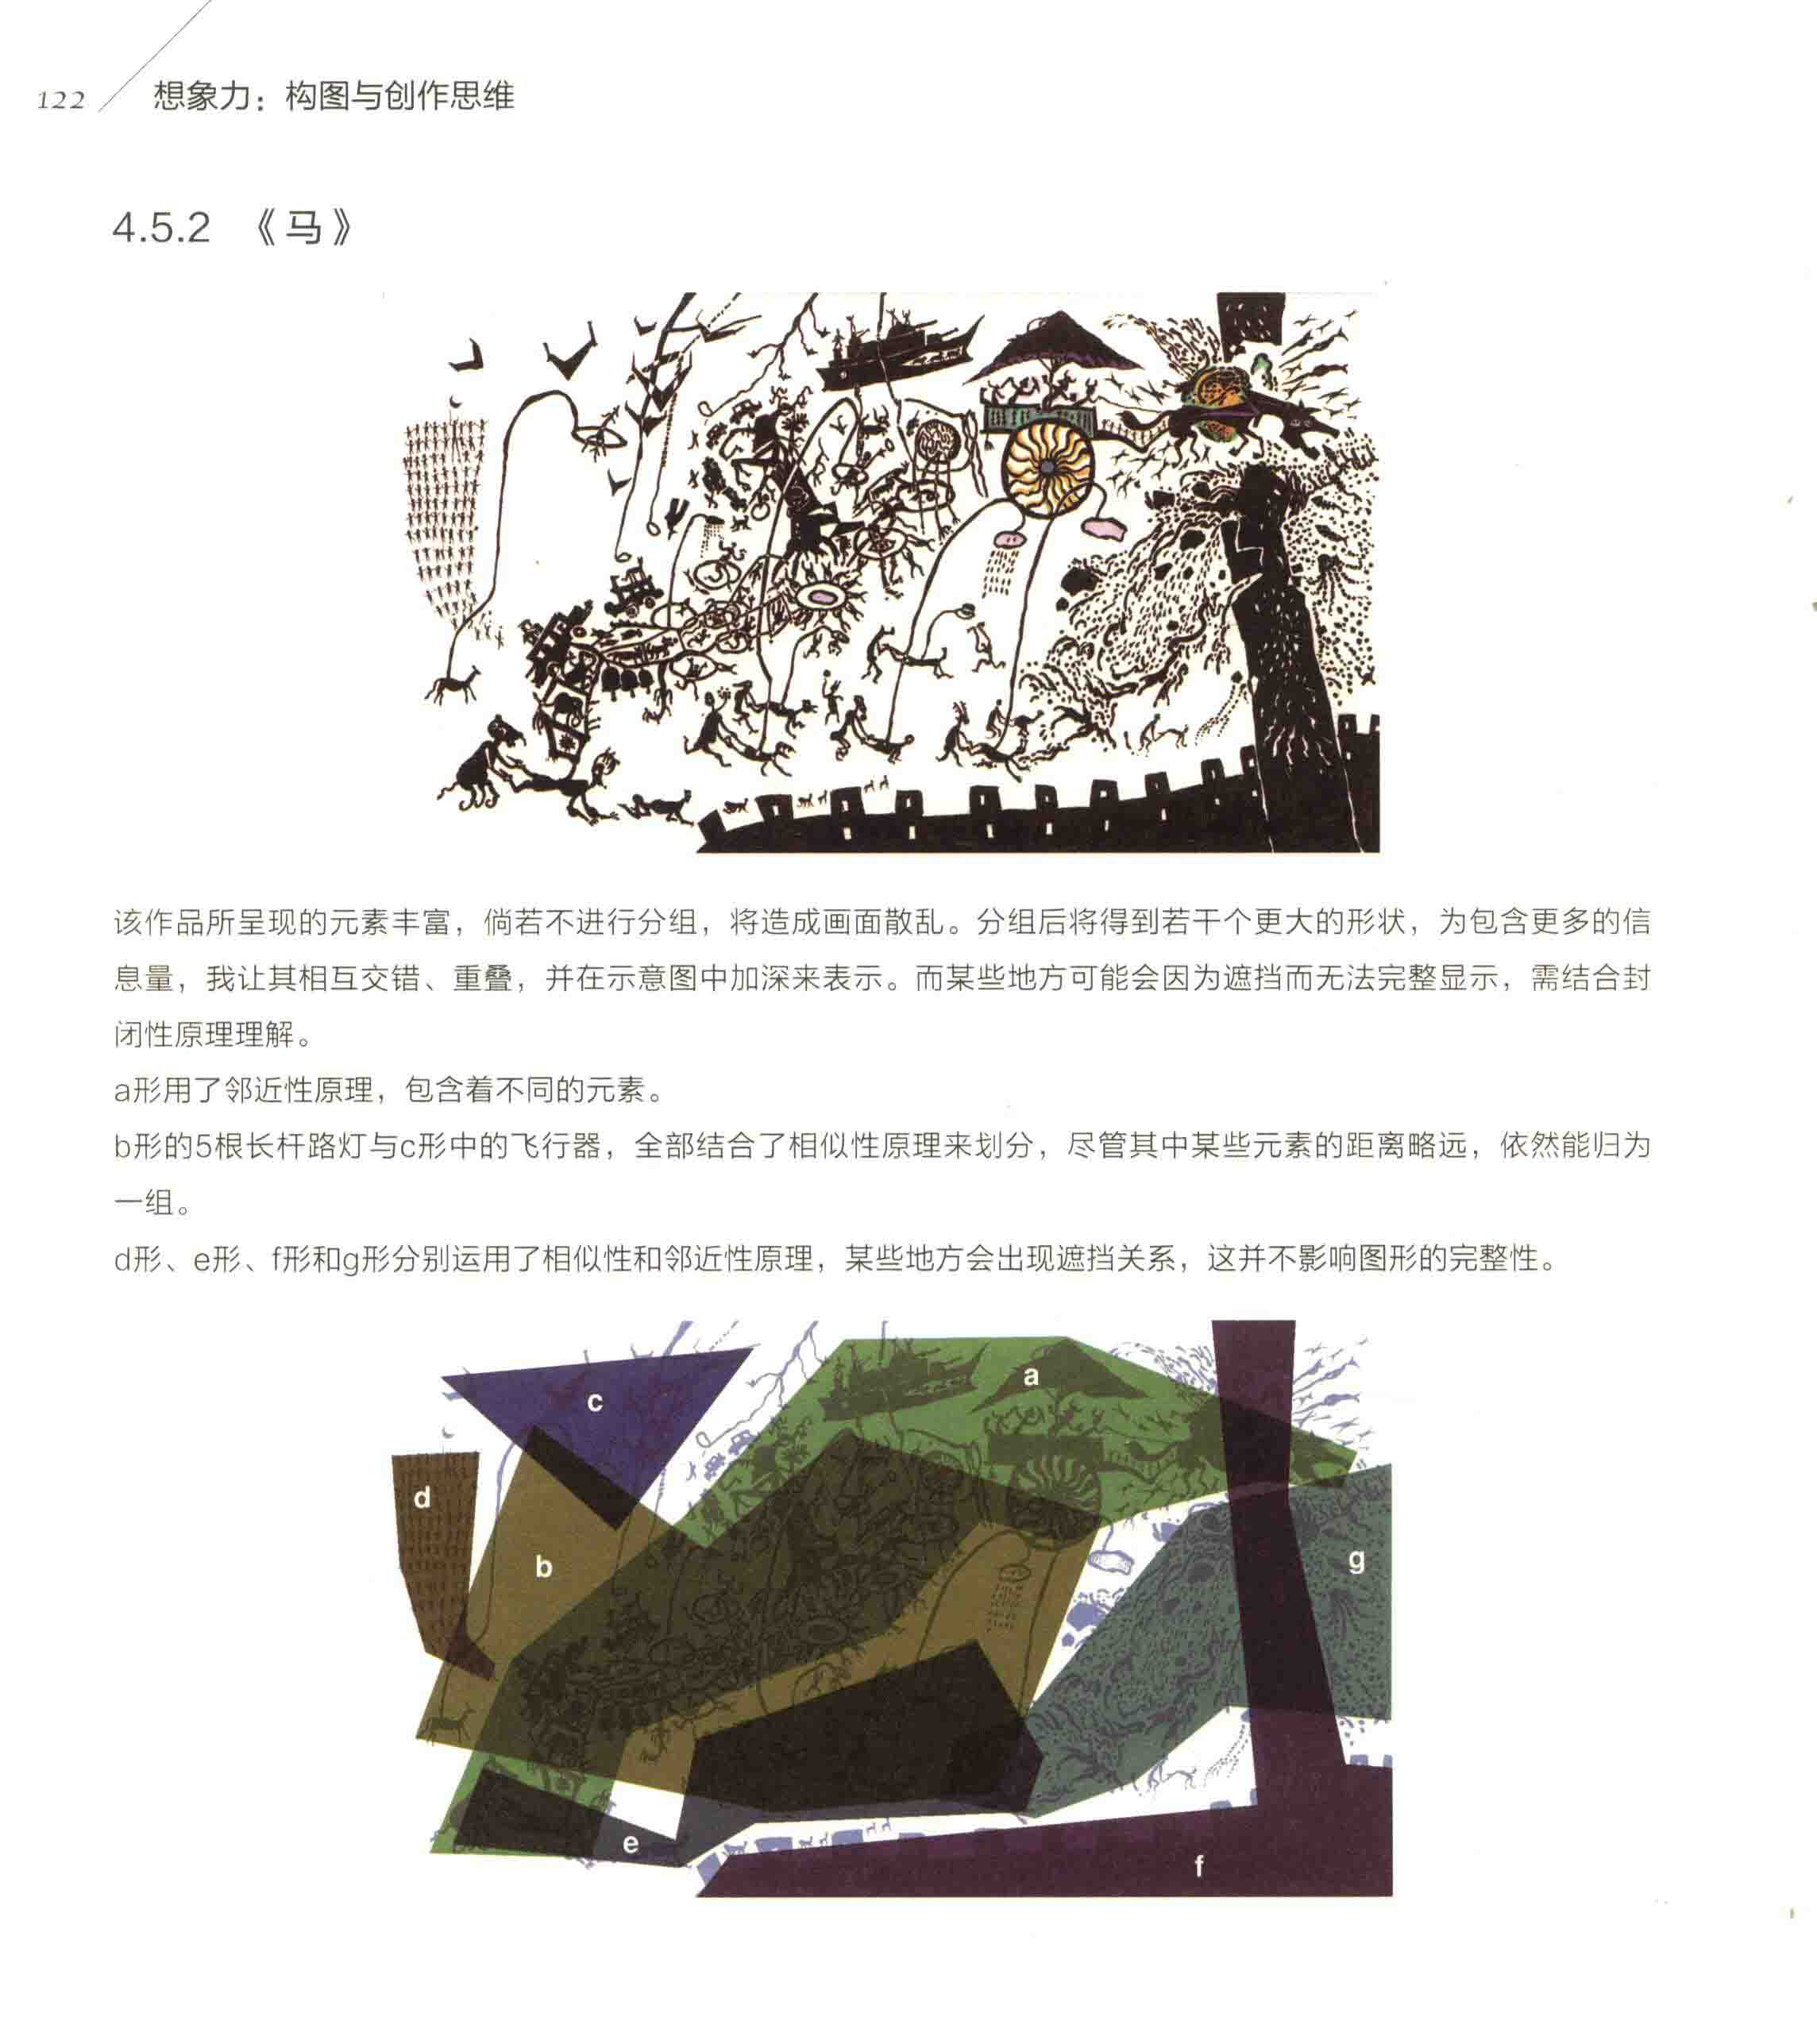 122
想象力：构图与创作思维
4.5.2 《马》
该作品所呈现的元素丰富，倘若不进行分组，将造成画面散乱。分组后将得到若干个更大的形状，为包含更多的信
息量，我让其相互交错、重叠，并在示意图中加深来表示。而某些地方可能会因为遮挡而无法完整显示，需结合封
闭性原理理解。
a形用了邻近性原理，包含着不同的元素。
b形的5根长杆路灯与c形中的飞行器，全部结合了相似性原理来划分，尽管其中某些元素的距离略远，依然能归为
一组。
d形、e形、f形和g形分别运用了相似性和邻近性原理，某些地方会出现遮挡关系，这并不影响图形的完整性。
a
c
d
b
g
e
f